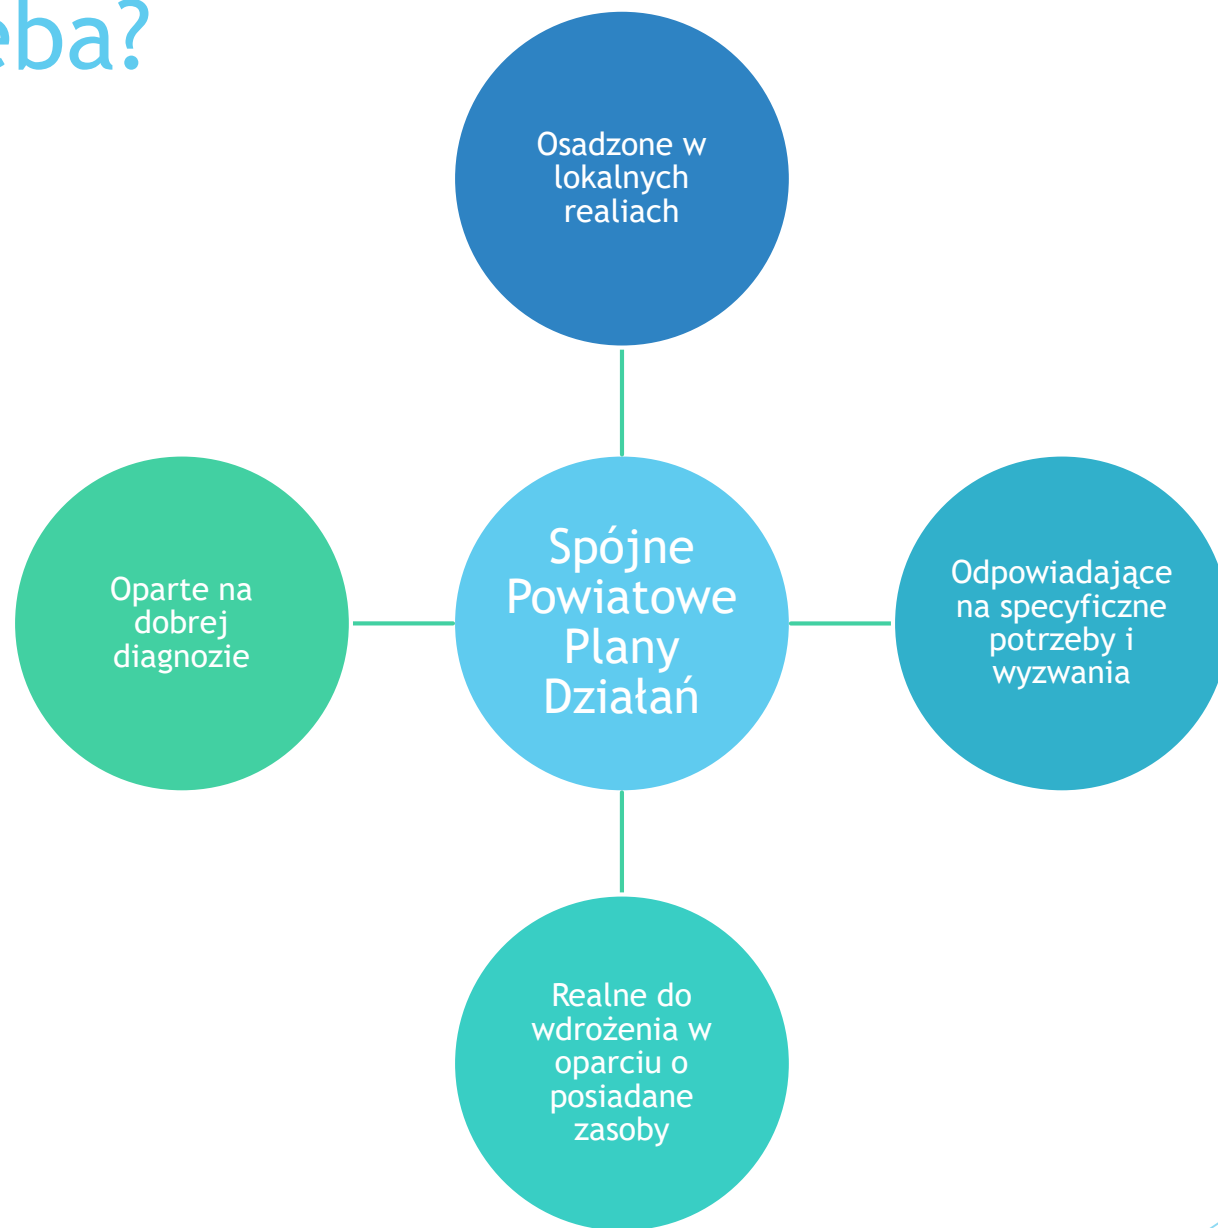 eba?
Osadzone w
lokalnych
realiach
Oparte na
dobrej
diagnozie
Spójne
Powiatowe
Plany
Działań
Odpowiadające
na specyficzne
potrzeby i
wyzwania
Realne do
wdrożenia w
oparciu o
posiadane
zasoby